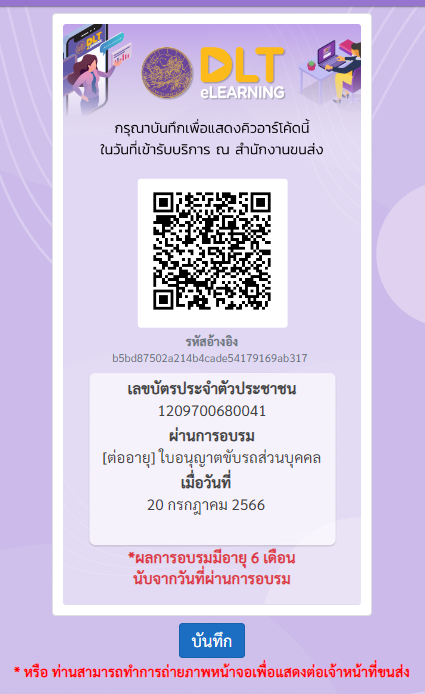 DLT
eLEARNING
กรุณาบันทึกเพื่อแสดงคิวอาร์โค้ดนี้
ในวันที่เข้ารับบริการ ณ สำนักงานขนส่ง
รหัสอ้างอิง
b5bd87502a214b4cade54179169ab317
เลขบัตรประจำตัวประชาชน
1209700680041
ผ่านการอบรม
[ต่ออายุ] ใบอนุญาตขับรถส่วนบุคคล
เมื่อวันที่
20 กรกฎาคม 2566
*ผลการอบรมมีอายุ 6 เดือน
นับจากวันที่ผ่านการอบรม
บันทึก
* หรือ ท่านสามารถทำการถ่ายภาพหน้าจอเพื่อแสดงต่อเจ้าหน้าที่ขนส่ง